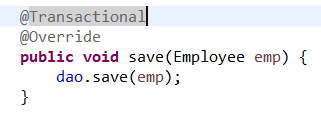 @Transactional
@Override
public void save(Employee emp) {
    dao.save(emp);
}